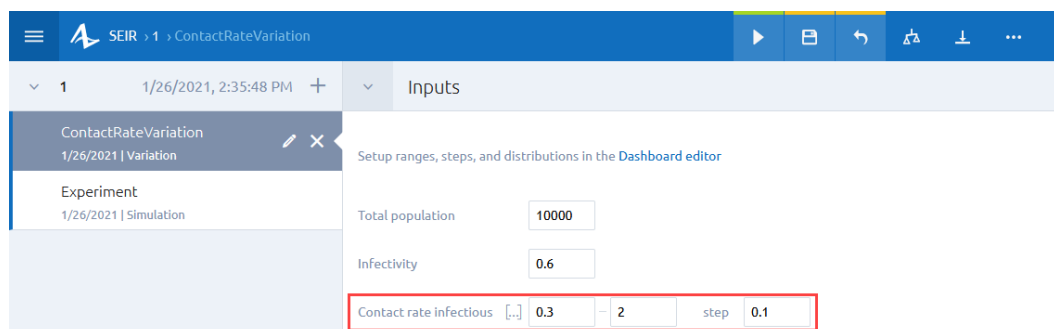 SEIR › 1 › ContactRateVariation
1 1/26/2021, 2:35:48 PM
Inputs
ContactRateVariation
1/26/2021 | Variation
Experiment
1/26/2021 | Simulation
Setup ranges, steps, and distributions in the Dashboard editor
Total population 10000
Infectivity 0.6
Contact rate infectious [...] 0.3 – 2 step 0.1